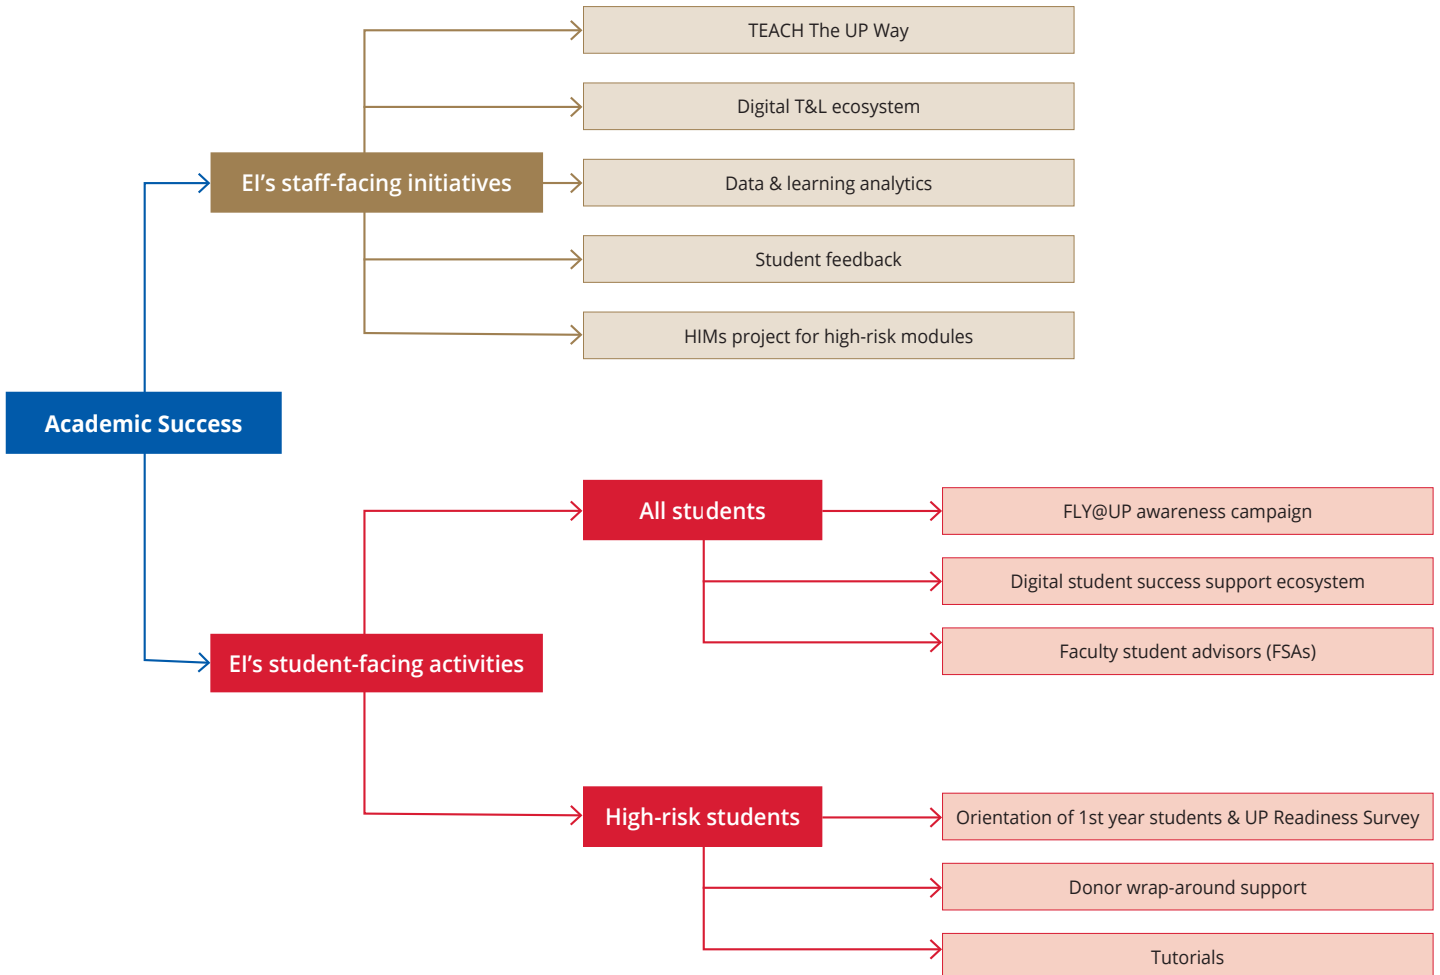 TEACH The UP Way
Digital T&L ecosystem
EI's staff-facing initiatives
Data & learning analytics
Student feedback
HIMs project for high-risk modules
Academic Success
All students
FLY@UP awareness campaign
Digital student success support ecosystem
EI's student-facing activities
Faculty student advisors (FSAs)
High-risk students
Orientation of 1st year students & UP Readiness Survey
Donor wrap-around support
Tutorials